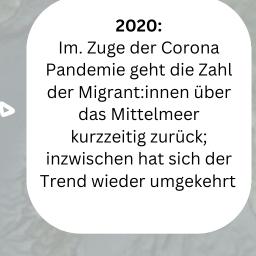 2020:
Im. Zuge der Corona
Pandemie geht die Zahl
der Migrant:innen über
das Mittelmeer
kurzzeitig zurück;
inzwischen hat sich der
Trend wieder umgekehrt